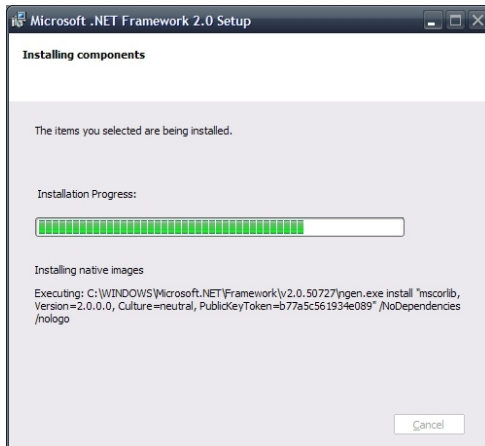 Microsoft .NET Framework 2.0 Setup
Installing components
The items you selected are being installed.
Installation Progress:
Installing native images
Executing: C:\WINDOWS\Microsoft.NET\Framework\v2.0.50727\ngen.exe install "mscorlib,
Version=2.0.0.0, Culture=neutral, PublicKeyToken=b77a5c561934e089" /NoDependencies
/nologo
Cancel